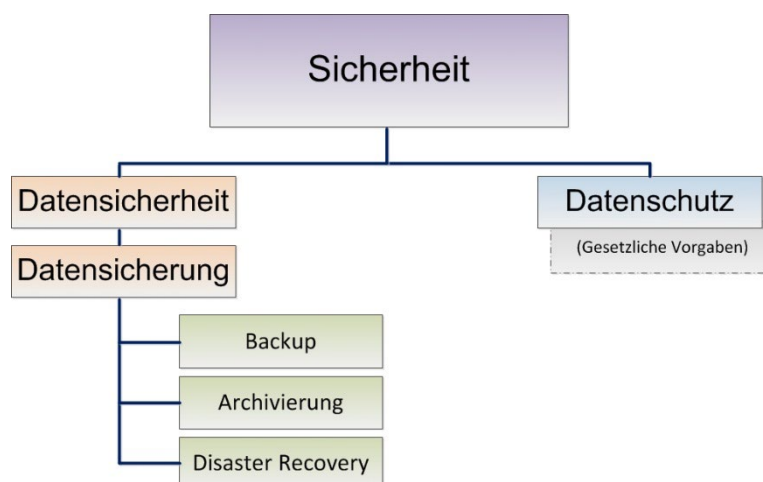 Sicherheit
Datensicherheit
Datenschutz
(Gesetzliche Vorgaben)
Datensicherung
Backup
Archivierung
Disaster Recovery